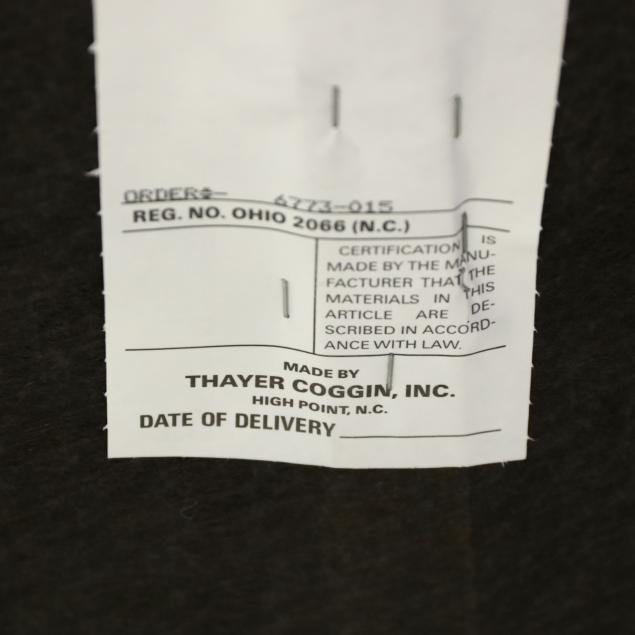 ORDER#— 6773-015
REG. NO. OHIO 2066 (N.C.)
CERTIFICATION IS
MADE BY THE MANU-
FACTURER THAT THE
MATERIALS IN THIS
ARTICLE ARE DE-
SCRIBED IN ACCORD-
ANCE WITH LAW.
MADE BY
THAYER COGGIN, INC.
HIGH POINT, N.C.
DATE OF DELIVERY